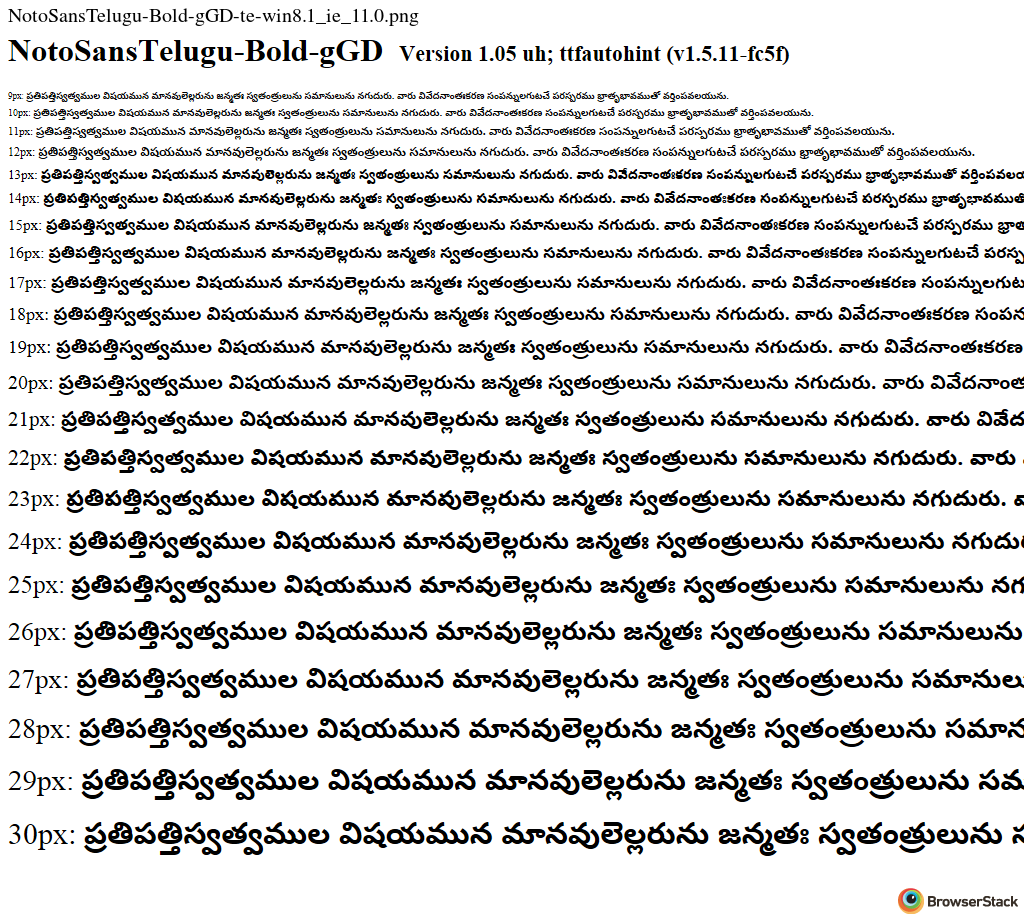 NotoSansTelugu-Bold-gGD-te-win8.1_ie_11.0.png
NotoSansTelugu-Bold-gGD Version 1.05 uh; ttfautohint (v1.5.11-fc5f)
9px: ప్రతిపత్తిస్వత్వముల విషయమున మానవులెల్లరును జన్మతః స్వతంత్రులును సమానులును నగుదురు. వారు వివేదనాంతఃకరణ సంపన్నులగుటచే పరస్పరము భ్రాతృభావముతో వర్తింపవలయును.
10px: ప్రతిపత్తిస్వత్వముల విషయమున మానవులెల్లరును జన్మతః స్వతంత్రులును సమానులును నగుదురు. వారు వివేదనాంతఃకరణ సంపన్నులగుటచే పరస్పరము భ్రాతృభావముతో వర్తింపవలయును.
11px: ప్రతిపత్తిస్వత్వముల విషయమున మానవులెల్లరును జన్మతః స్వతంత్రులును సమానులును నగుదురు. వారు వివేదనాంతఃకరణ సంపన్నులగుటచే పరస్పరము భ్రాతృభావముతో వర్తింపవలయును.
12px: ప్రతిపత్తిస్వత్వముల విషయమున మానవులెల్లరును జన్మతః స్వతంత్రులును సమానులును నగుదురు. వారు వివేదనాంతఃకరణ సంపన్నులగుటచే పరస్పరము భ్రాతృభావముతో వర్తింపవలయును.
13px: ప్రతిపత్తిస్వత్వముల విషయమున మానవులెల్లరును జన్మతః స్వతంత్రులును సమానులును నగుదురు. వారు వివేదనాంతఃకరణ సంపన్నులగుటచే పరస్పరము భ్రాతృభావముతో
14px: ప్రతిపత్తిస్వత్వముల విషయమున మానవులెల్లరును జన్మతః స్వతంత్రులును సమానులును నగుదురు. వారు వివేదనాంతఃకరణ సంపన్నులగుటచే పరస్పరము
15px: ప్రతిపత్తిస్వత్వముల విషయమున మానవులెల్లరును జన్మతః స్వతంత్రులును సమానులును నగుదురు. వారు వివేదనాంతఃకరణ సంపన్నులగుటచే పరస్పరము
16px: ప్రతిపత్తిస్వత్వముల విషయమున మానవులెల్లరును జన్మతః స్వతంత్రులును సమానులును నగుదురు. వారు వివేదనాంతఃకరణ సంపన్నులగుటచే
17px: ప్రతిపత్తిస్వత్వముల విషయమున మానవులెల్లరును జన్మతః స్వతంత్రులును సమానులును నగుదురు. వారు వివేదనాంతఃకరణ
18px: ప్రతిపత్తిస్వత్వముల విషయమున మానవులెల్లరును జన్మతః స్వతంత్రులును సమానులును నగుదురు. వారు వివేదనాంతఃకరణ
19px: ప్రతిపత్తిస్వత్వముల విషయమున మానవులెల్లరును జన్మతః స్వతంత్రులును సమానులును నగుదురు. వారు వివేదనాంతఃకరణ
20px: ప్రతిపత్తిస్వత్వముల విషయమున మానవులెల్లరును జన్మతః స్వతంత్రులును సమానులును నగుదురు. వారు
21px: ప్రతిపత్తిస్వత్వముల విషయమున మానవులెల్లరును జన్మతః స్వతంత్రులును సమానులును నగుదురు. వారు
22px: ప్రతిపత్తిస్వత్వముల విషయమున మానవులెల్లరును జన్మతః స్వతంత్రులును సమానులును నగుదురు. వారు
23px: ప్రతిపత్తిస్వత్వముల విషయమున మానవులెల్లరును జన్మతః స్వతంత్రులును సమానులును నగుదురు.
24px: ప్రతిపత్తిస్వత్వముల విషయమున మానవులెల్లరును జన్మతః స్వతంత్రులును సమానులును
25px: ప్రతిపత్తిస్వత్వముల విషయమున మానవులెల్లరును జన్మతః స్వతంత్రులును సమానులును
26px: ప్రతిపత్తిస్వత్వముల విషయమున మానవులెల్లరును జన్మతః స్వతంత్రులును సమానులును
27px: ప్రతిపత్తిస్వత్వముల విషయమున మానవులెల్లరును జన్మతః స్వతంత్రులును
28px: ప్రతిపత్తిస్వత్వముల విషయమున మానవులెల్లరును జన్మతః స్వతంత్రులును
29px: ప్రతిపత్తిస్వత్వముల విషయమున మానవులెల్లరును జన్మతః స్వతంత్రులును
30px: ప్రతిపత్తిస్వత్వముల విషయమున మానవులెల్లరును జన్మతః స్వతంత్రులును
BrowserStack